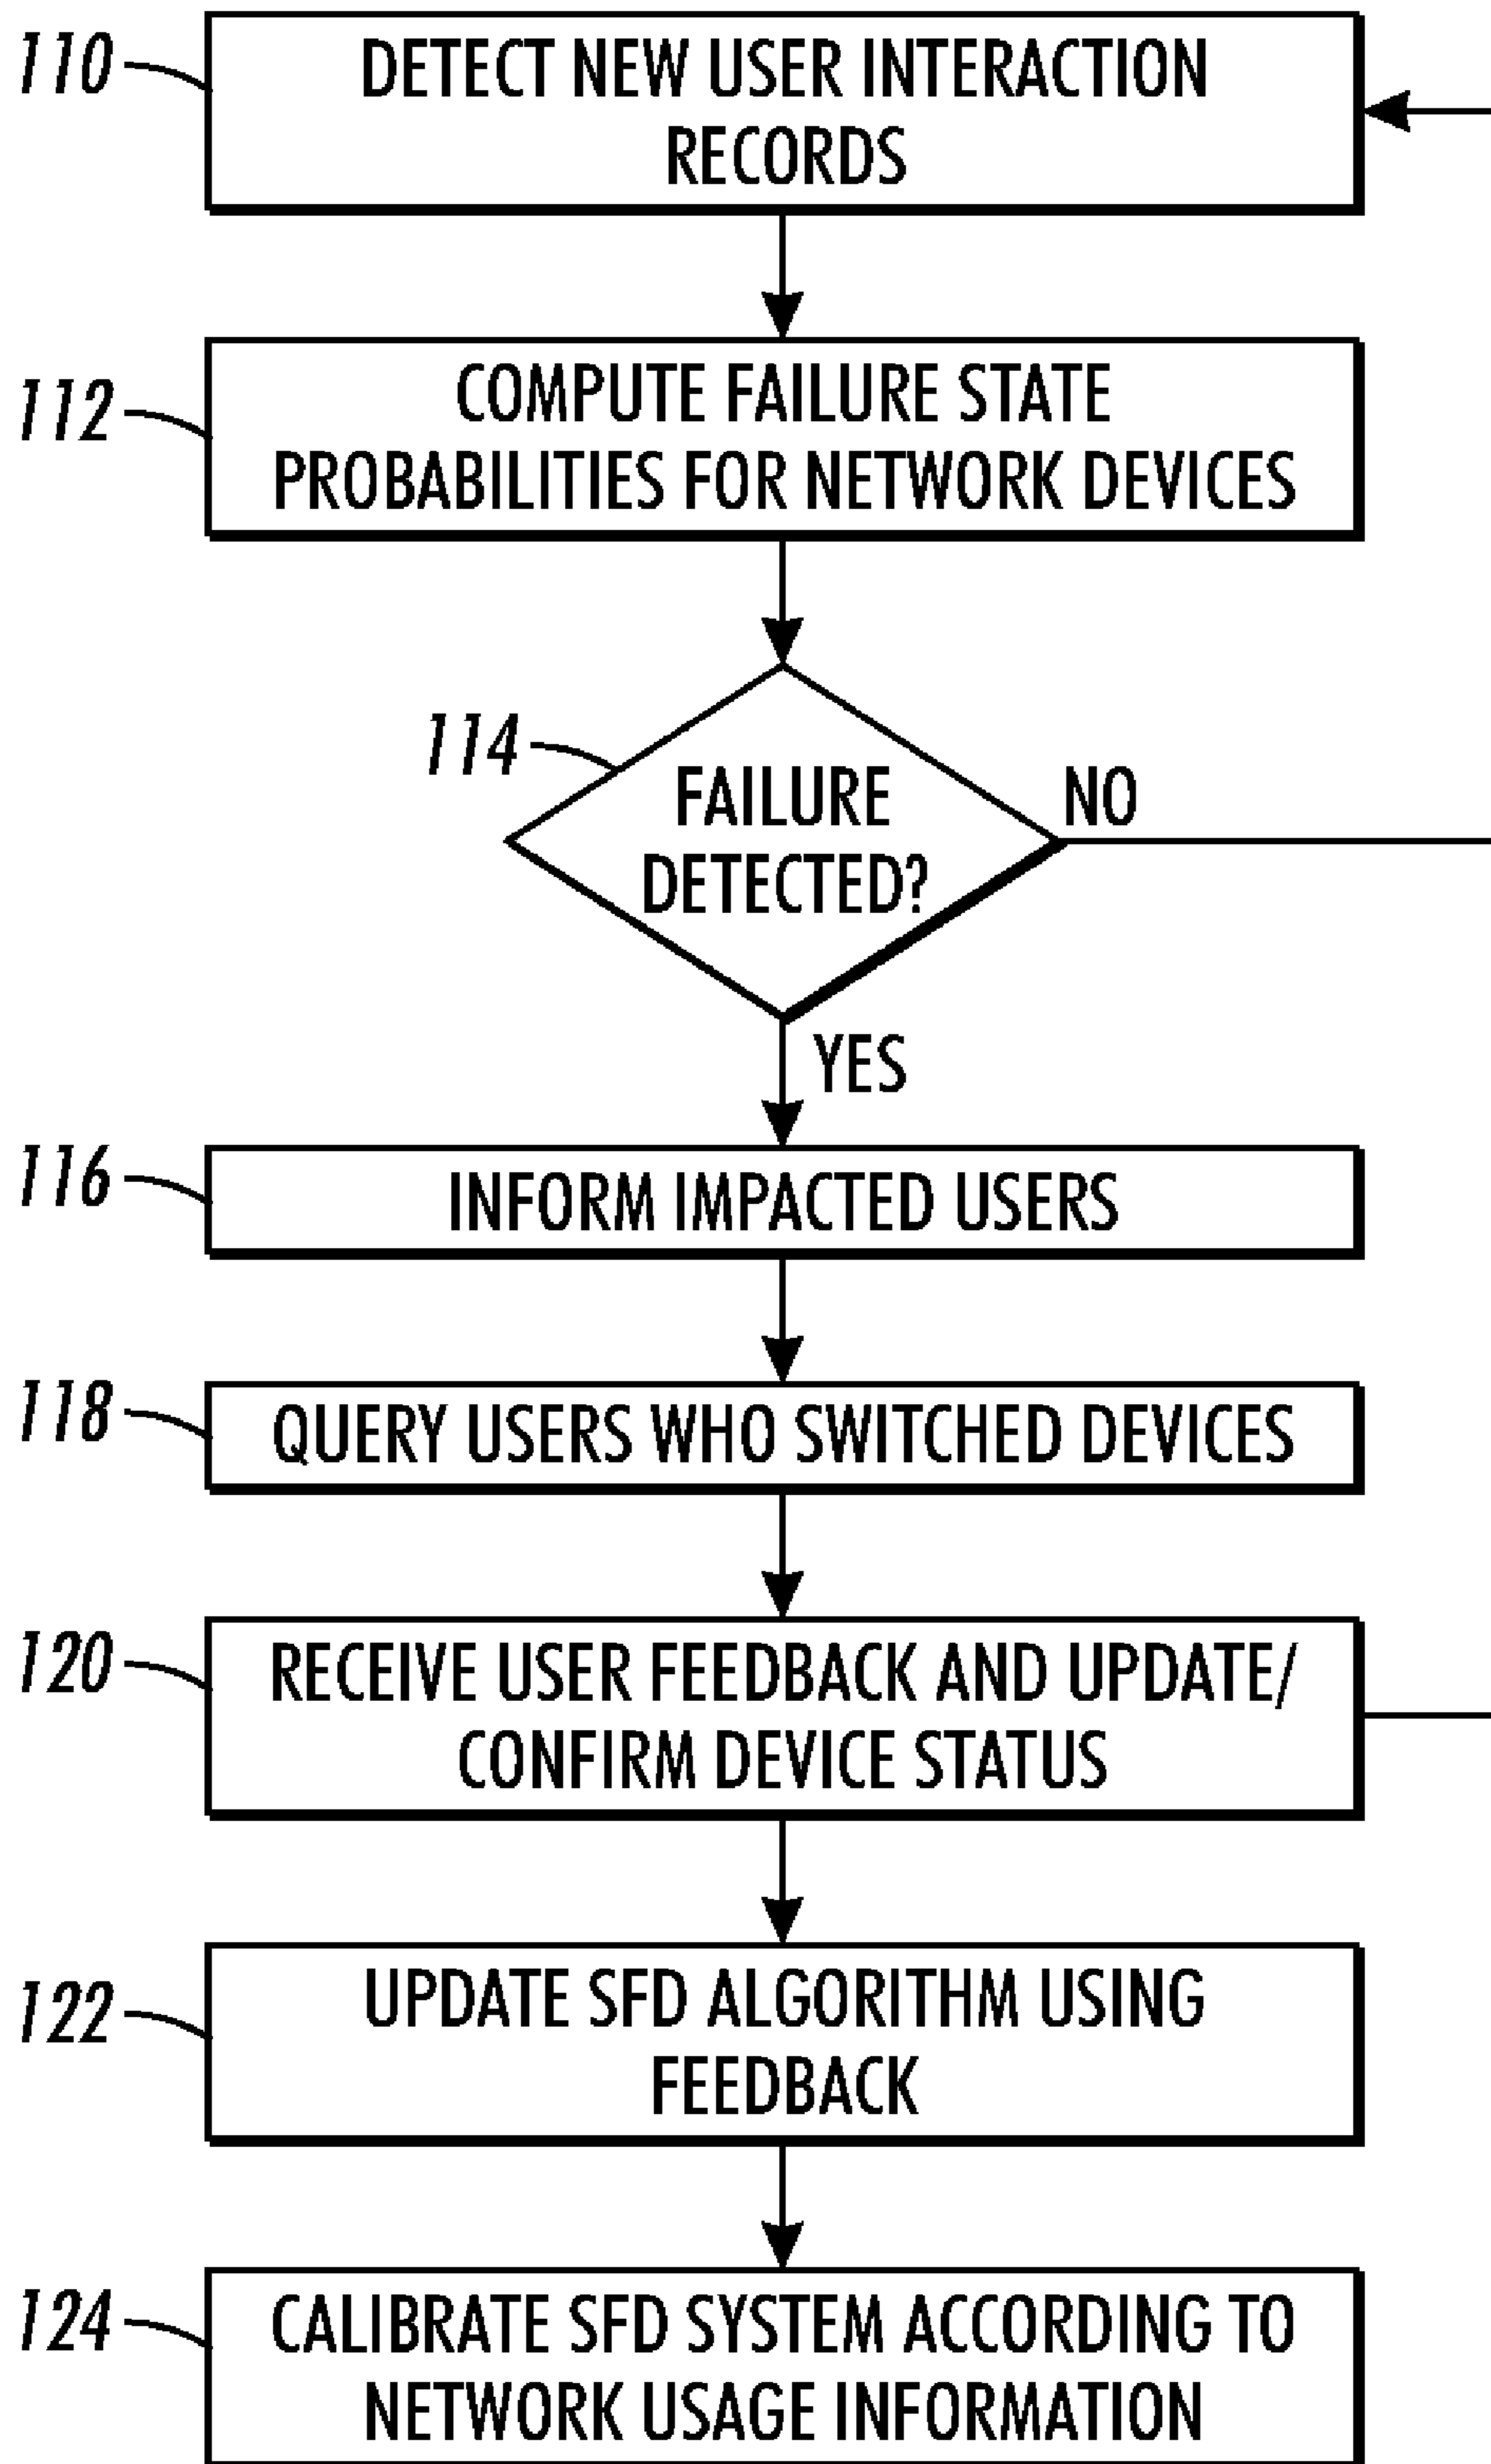 110
DETECT NEW USER INTERACTION
RECORDS
112
COMPUTE FAILURE STATE
PROBABILITIES FOR NETWORK DEVICES
114
FAILURE
DETECTED?
NO
YES
116
INFORM IMPACTED USERS
118
QUERY USERS WHO SWITCHED DEVICES
120
RECEIVE USER FEEDBACK AND UPDATE/
CONFIRM DEVICE STATUS
122
UPDATE SFD ALGORITHM USING
FEEDBACK
124
CALIBRATE SFD SYSTEM ACCORDING TO
NETWORK USAGE INFORMATION